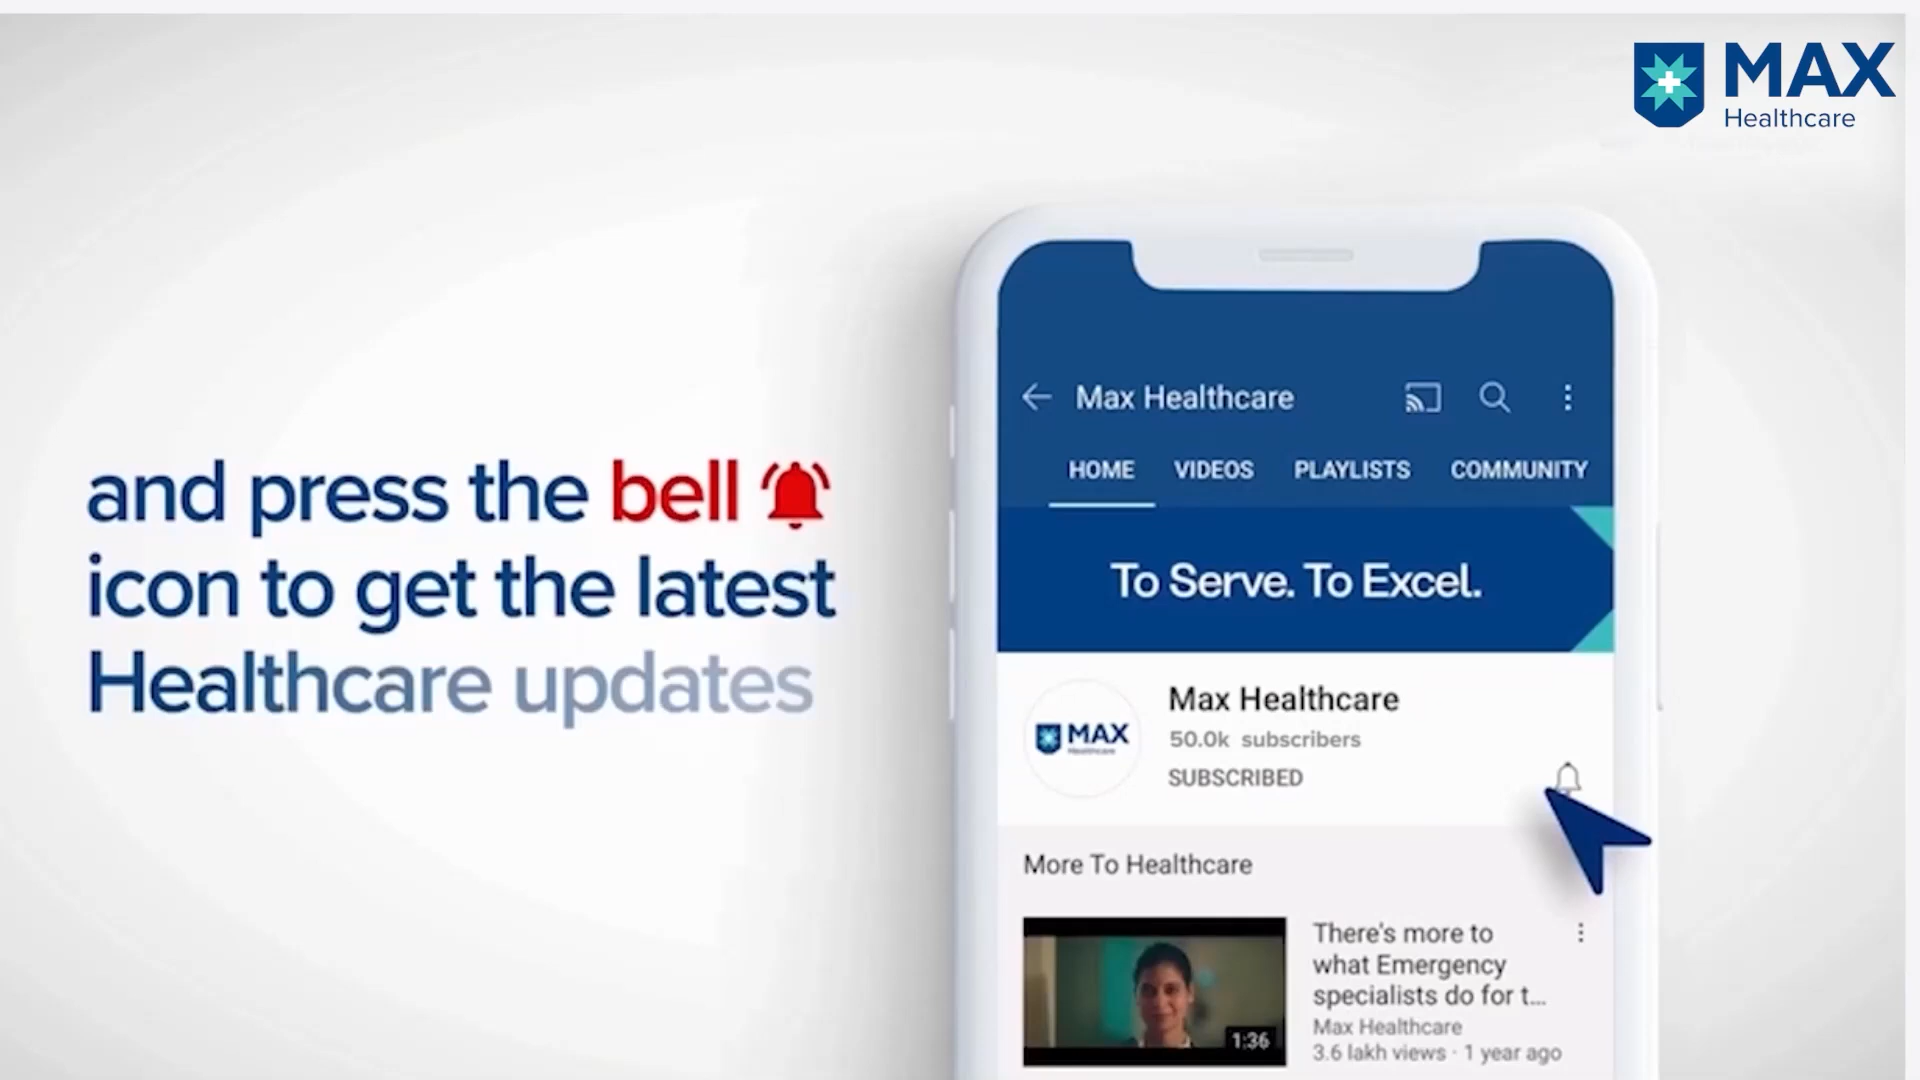 MAX
Healthcare
and press the bell
icon to get the latest
Healthcare updates
Max Healthcare
HOME VIDEOS PLAYLISTS COMMUNITY
To Serve. To Excel.
MAX
Healthcare
Max Healthcare
50.0k subscribers
SUBSCRIBED
More To Healthcare
There's more to
what Emergency
specialists do for t...
Max Healthcare
3.6 lakh views · 1 year ago
1:36